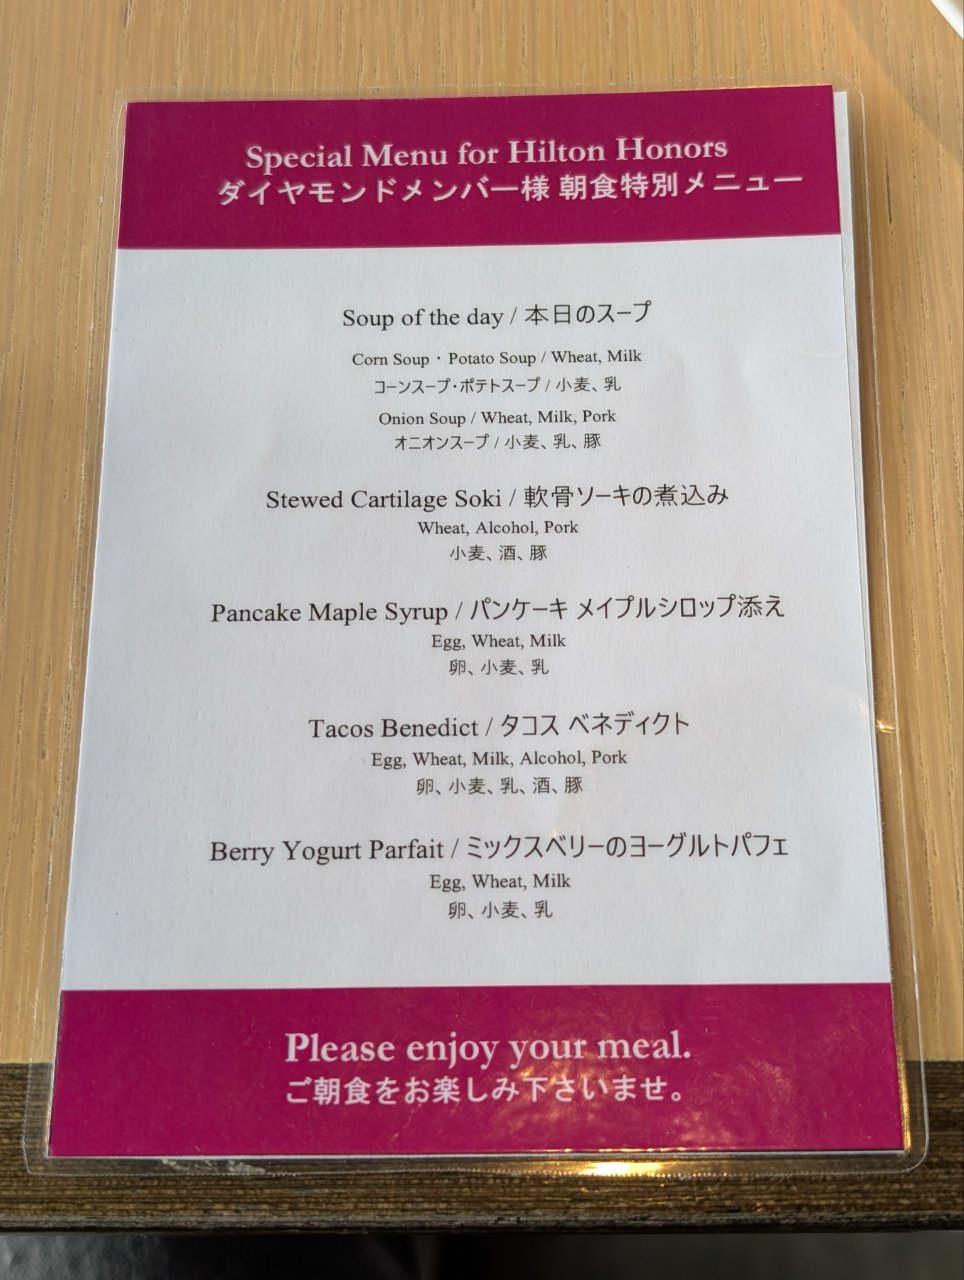 Special Menu for Hilton Honors
ダイヤモンドメンバー様 朝食特別メニュー
Soup of the day / 本日のスープ
Corn Soup・Potato Soup / Wheat, Milk
コーンスープ・ポテトスープ / 小麦、乳
Onion Soup / Wheat, Milk, Pork
オニオンスープ / 小麦、乳、豚
Stewed Cartilage Soki / 軟骨ソーキの煮込み
Wheat, Alcohol, Pork
小麦、酒、豚
Pancake Maple Syrup / パンケーキ メイプルシロップ添え
Egg, Wheat, Milk
卵、小麦、乳
Tacos Benedict / タコス ベネディクト
Egg, Wheat, Milk, Alcohol, Pork
卵、小麦、乳、酒、豚
Berry Yogurt Parfait / ミックスベリーのヨーグルトパフェ
Egg, Wheat, Milk
卵、小麦、乳
Please enjoy your meal.
ご朝食をお楽しみ下さいませ。